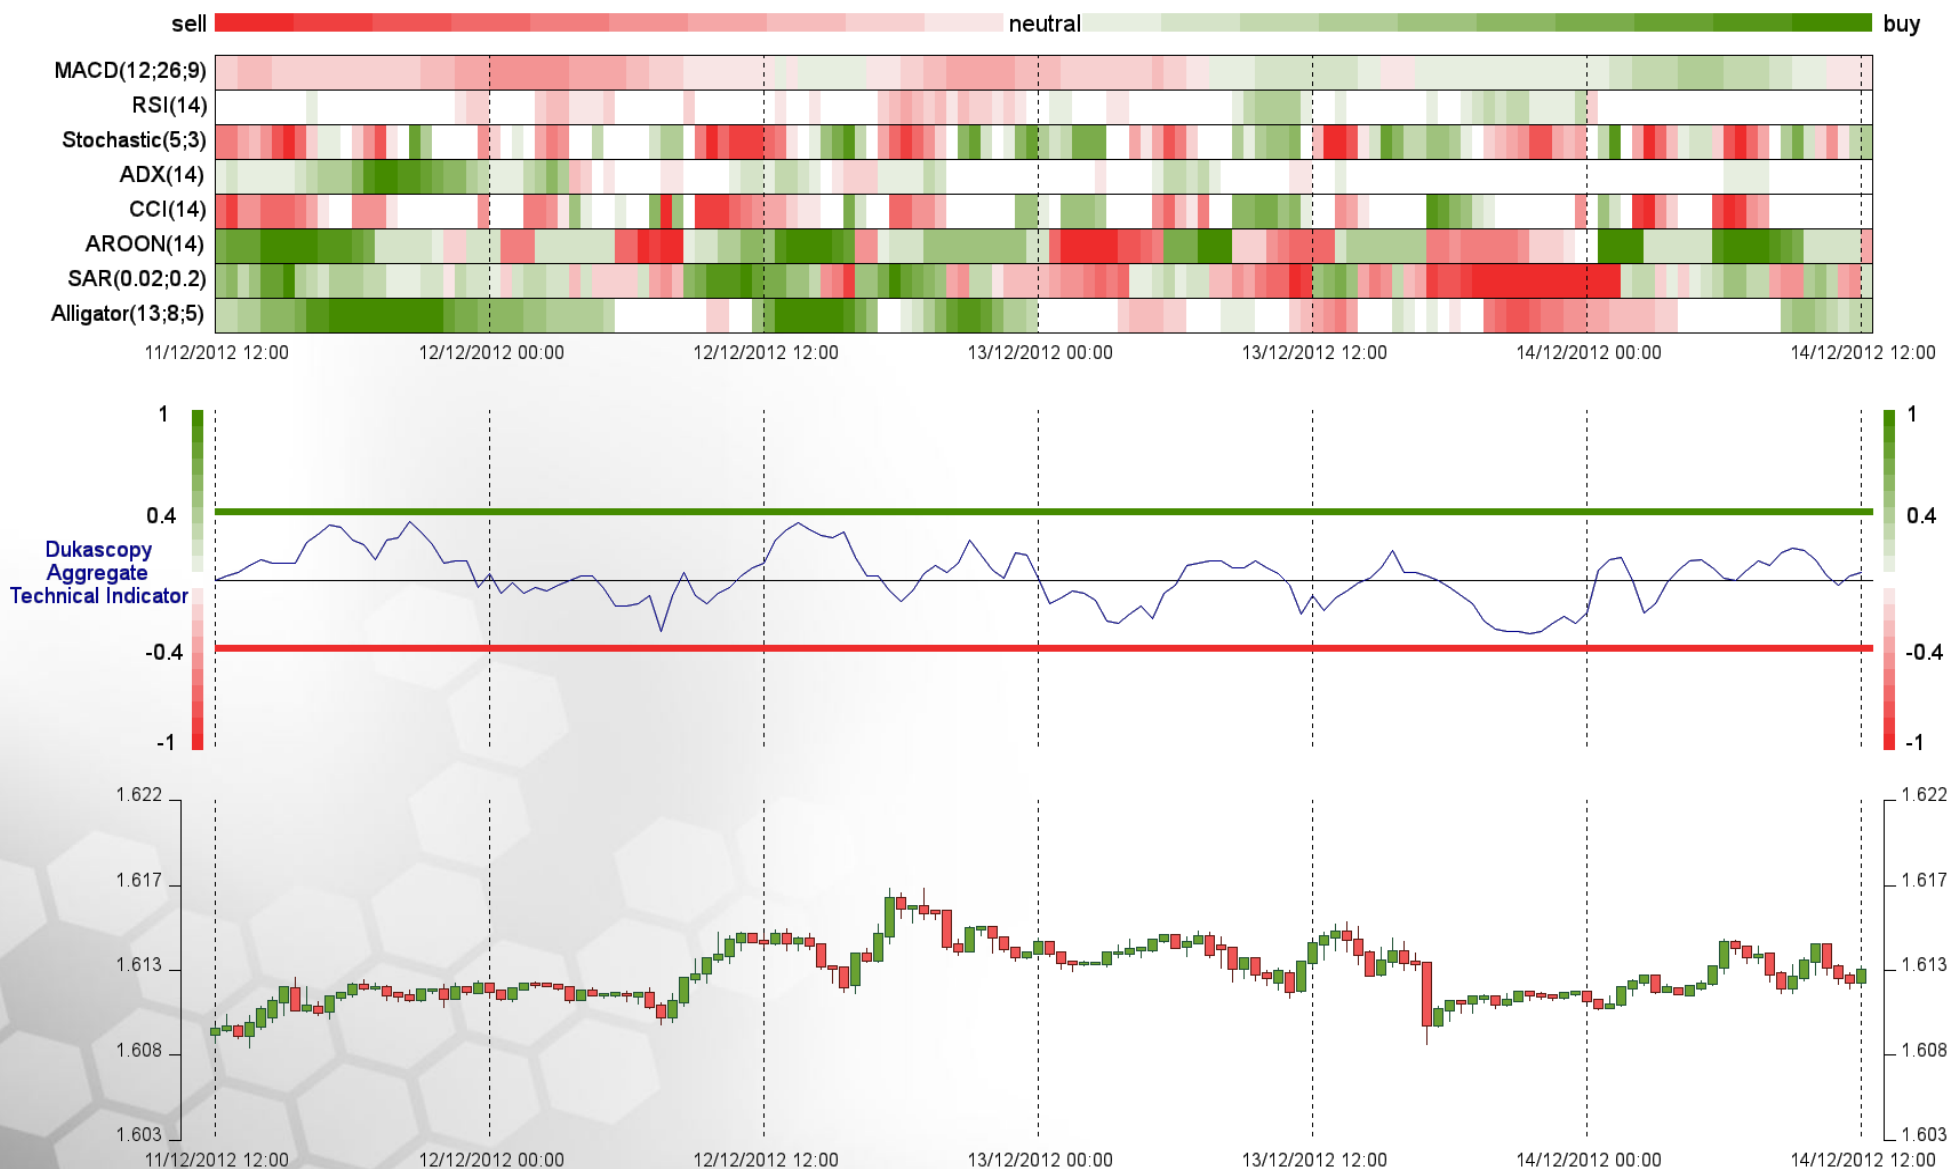 sell neutral buy
MACD(12;26;9)
RSI(14)
Stochastic(5;3)
ADX(14)
CCI(14)
AROON(14)
SAR(0.02;0.2)
Alligator(13;8;5)
11/12/2012 12:00 12/12/2012 00:00 12/12/2012 12:00 13/12/2012 00:00 13/12/2012 12:00 14/12/2012 00:00 14/12/2012 12:00
1 1
0.4 0.4
Dukascopy
Aggregate
Technical Indicator
-0.4 -0.4
-1 -1
1.622 1.622
1.617 1.617
1.613 1.613
1.608 1.608
1.603 1.603
11/12/2012 12:00 12/12/2012 00:00 12/12/2012 12:00 13/12/2012 00:00 13/12/2012 12:00 14/12/2012 00:00 14/12/2012 12:00